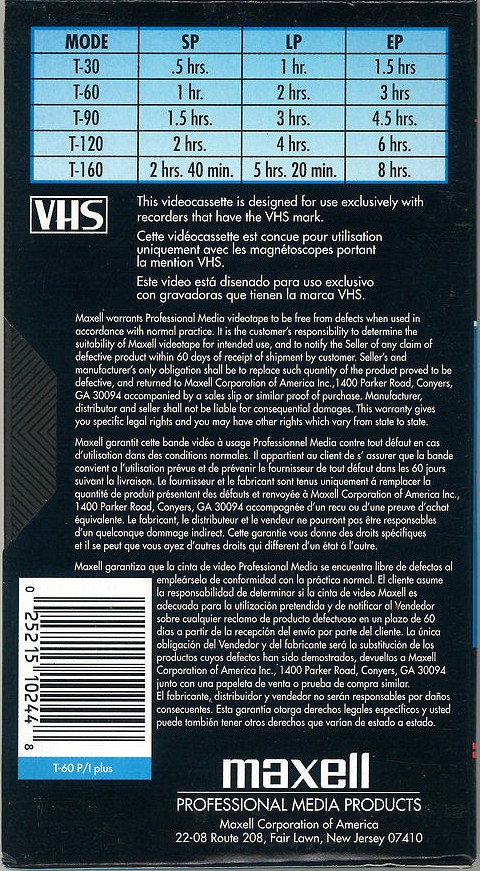 MODE SP LP EP
T-30 .5 hrs. 1 hr. 1.5 hrs
T-60 1 hr. 2 hrs. 3 hrs
T-90 1.5 hrs. 3 hrs. 4.5 hrs.
T-120 2 hrs. 4 hrs. 6 hrs.
T-160 2 hrs. 40 min. 5 hrs. 20 min. 8 hrs.
VHS
This videocassette is designed for use exclusively with
recorders that have the VHS mark.
Cette vidéocassette est concue pour utilisation
uniquement avec les magnétoscopes portant
la mention VHS.
Este video está disenado para uso exclusivo
con gravadoras que tienen la marca VHS.
Maxell warrants Professional Media videotape to be free from defects when used in
accordance with normal practice. It is the customer's responsibility to determine the
suitability of Maxell videotape for intended use, and to notify the Seller of any claim of
defective product within 60 days of receipt of shipment by customer. Seller's and
manufacturer's only obligation shall be to replace such quantity of the product proved to be
defective, and returned to Maxell Corporation of America Inc.,1400 Parker Road, Conyers,
GA 30094 accompanied by a sales slip or similar proof of purchase. Manufacturer,
distributor and seller shall not be liable for consequential damages. This warranty gives
you specific legal rights and you may have other rights which vary from state to state.
Maxell garantit cette bande vidéo à usage Professionnel Media contre tout défaut en cas
d'utilisation dans des conditions normales. Il appartient au client de s' assurer que la bande
convient a l'utilisation prévue et de prévenir le fournisseur de tout défaut dans les 60 jours
suivant la livraison. Le fournisseur et le fabricant sont tenus uniquement á remplacer la
quantité de produit présentant des défauts et renvoyée à Maxell Corporation of America Inc.,
1400 Parker Road, Conyers, GA 30094 accompagnée d'un recu ou d'une preuve d'achat
équivalente. Le fabricant, le distributeur et le vendeur ne pourront pas être responsables
d'un quelconque dommage indirect. Cette garantie vous donne des droits spécifiques
et il se peut que vous ayez d'autres droits qui different d'un état á l'autre.
Maxell garantiza que la cinta de video Professional Media se encuentra libre de defectos al
empleársela de conformidad con la práctica normal. El cliente asume
la responsabilidad de determinar si la cinta de video Maxell es
adecuada para la utilización pretendida y de notificar al Vendedor
sobre cualquier reclamo de producto defectuoso en un plazo de 60
dias a partir de la recepción del envío por parte del cliente. La única
obligación del Vendedor y del fabricante será la substitución de los
productos cuyos defectos han sido demostrados, devueltos a Maxell
Corporation of America Inc., 1400 Parker Road, Conyers, GA 30094
junto con una papeleta de venta o prueba de compra similar.
El fabricante, distribuidor y vendedor no serán responsables por daños
consecuentes. Esta garantía otorga derechos legales específicos y usted
puede también tener otros derechos que varían de estado a estado.
0 25215 10244 8
T-60 P/I plus
maxell
PROFESSIONAL MEDIA PRODUCTS
Maxell Corporation of America
22-08 Route 208, Fair Lawn, New Jersey 07410